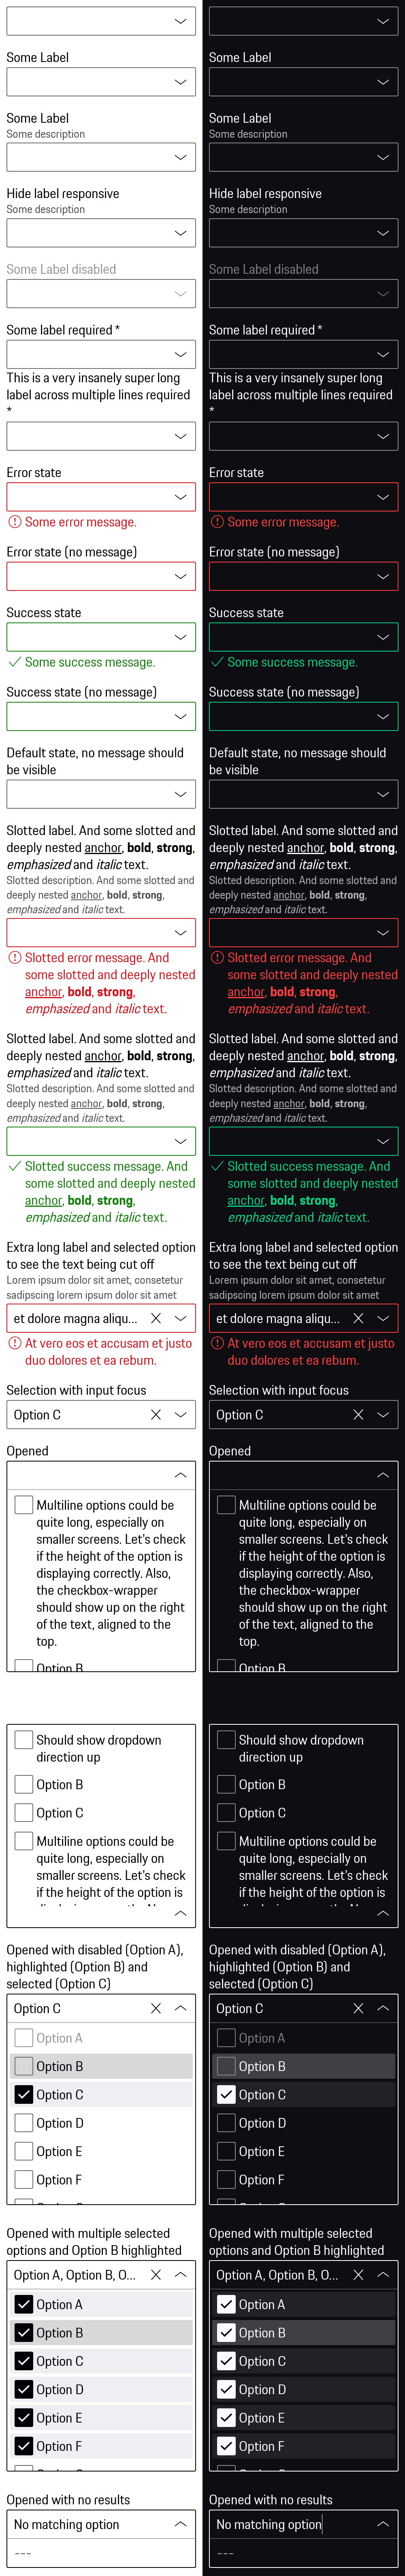 Some Label
Some Label
Some description
Hide label responsive
Some description
Some Label disabled
Some label required *
This is a very insanely super long
label across multiple lines required
*
Error state
Some error message.
Error state (no message)
Success state
Some success message.
Success state (no message)
Default state, no message should
be visible
Slotted label. And some slotted and
deeply nested anchor, bold, strong,
emphasized and italic text.
Slotted description. And some slotted and
deeply nested anchor, bold, strong,
emphasized and italic text.
Slotted error message. And
some slotted and deeply nested
anchor, bold, strong,
emphasized and italic text.
Slotted label. And some slotted and
deeply nested anchor, bold, strong,
emphasized and italic text.
Slotted description. And some slotted and
deeply nested anchor, bold, strong,
emphasized and italic text.
Slotted success message. And
some slotted and deeply nested
anchor, bold, strong,
emphasized and italic text.
Extra long label and selected option
to see the text being cut off
Lorem ipsum dolor sit amet, consetetur
sadipscing lorem ipsum dolor sit amet
et dolore magna aliqu...
At vero eos et accusam et justo
duo dolores et ea rebum.
Selection with input focus
Option C
Opened
Multiline options could be
quite long, especially on
smaller screens. Let's check
if the height of the option is
displaying correctly. Also,
the checkbox-wrapper
should show up on the right
of the text, aligned to the
top.
Option B
Should show dropdown
direction up
Option B
Option C
Multiline options could be
quite long, especially on
smaller screens. Let's check
if the height of the option is
Opened with disabled (Option A),
highlighted (Option B) and
selected (Option C)
Option C
Option A
Option B
Option C
Option D
Option E
Option F
Opened with multiple selected
options and Option B highlighted
Option A, Option B, O...
Option A
Option B
Option C
Option D
Option E
Option F
Opened with no results
No matching option
---
Some Label
Some Label
Some description
Hide label responsive
Some description
Some Label disabled
Some label required *
This is a very insanely super long
label across multiple lines required
*
Error state
Some error message.
Error state (no message)
Success state
Some success message.
Success state (no message)
Default state, no message should
be visible
Slotted label. And some slotted and
deeply nested anchor, bold, strong,
emphasized and italic text.
Slotted description. And some slotted and
deeply nested anchor, bold, strong,
emphasized and italic text.
Slotted error message. And
some slotted and deeply nested
anchor, bold, strong,
emphasized and italic text.
Slotted label. And some slotted and
deeply nested anchor, bold, strong,
emphasized and italic text.
Slotted description. And some slotted and
deeply nested anchor, bold, strong,
emphasized and italic text.
Slotted success message. And
some slotted and deeply nested
anchor, bold, strong,
emphasized and italic text.
Extra long label and selected option
to see the text being cut off
Lorem ipsum dolor sit amet, consetetur
sadipscing lorem ipsum dolor sit amet
et dolore magna aliqu...
At vero eos et accusam et justo
duo dolores et ea rebum.
Selection with input focus
Option C
Opened
Multiline options could be
quite long, especially on
smaller screens. Let's check
if the height of the option is
displaying correctly. Also,
the checkbox-wrapper
should show up on the right
of the text, aligned to the
top.
Option B
Should show dropdown
direction up
Option B
Option C
Multiline options could be
quite long, especially on
smaller screens. Let's check
if the height of the option is
Opened with disabled (Option A),
highlighted (Option B) and
selected (Option C)
Option C
Option A
Option B
Option C
Option D
Option E
Option F
Opened with multiple selected
options and Option B highlighted
Option A, Option B, O...
Option A
Option B
Option C
Option D
Option E
Option F
Opened with no results
No matching option
---